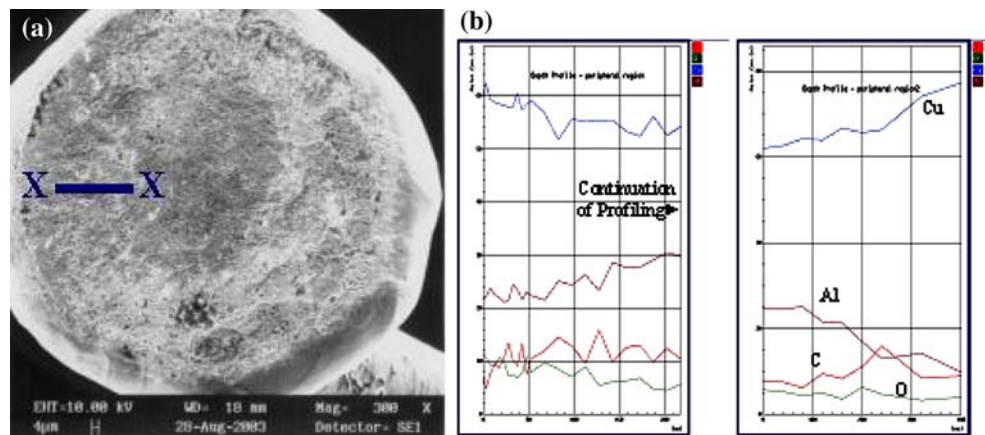 (a)
X X
EHT=10.00 kV WD= 18 mm Mag= 300 X
4µm H 28-Aug-2003 Detector= SE1
(b)
Depth Profile - peripheral region
Continuation
of Profiling
Depth Profile - peripheral region2
Cu
Al
C
O